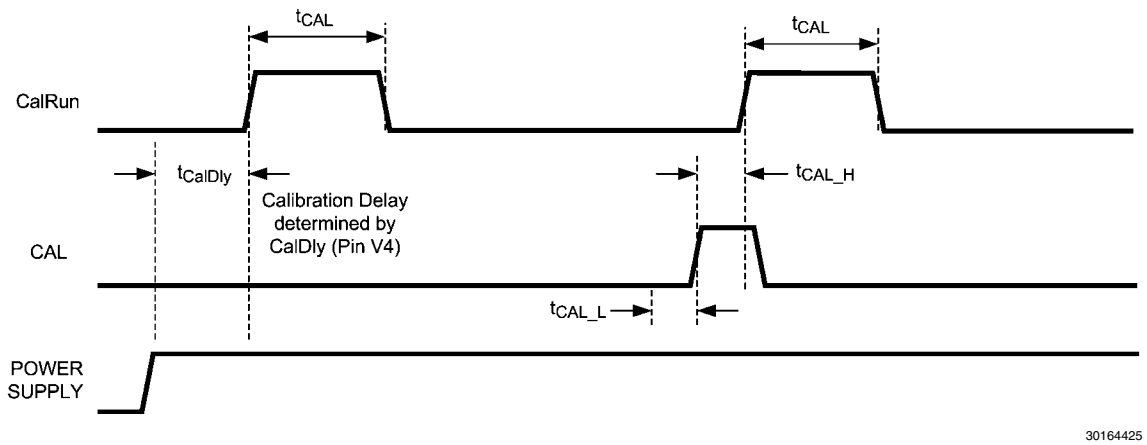 tCAL
tCAL
CalRun
tCalDly
tCAL_H
Calibration Delay
determined by
CalDly (Pin V4)
CAL
tCAL_L
POWER
SUPPLY
30164425